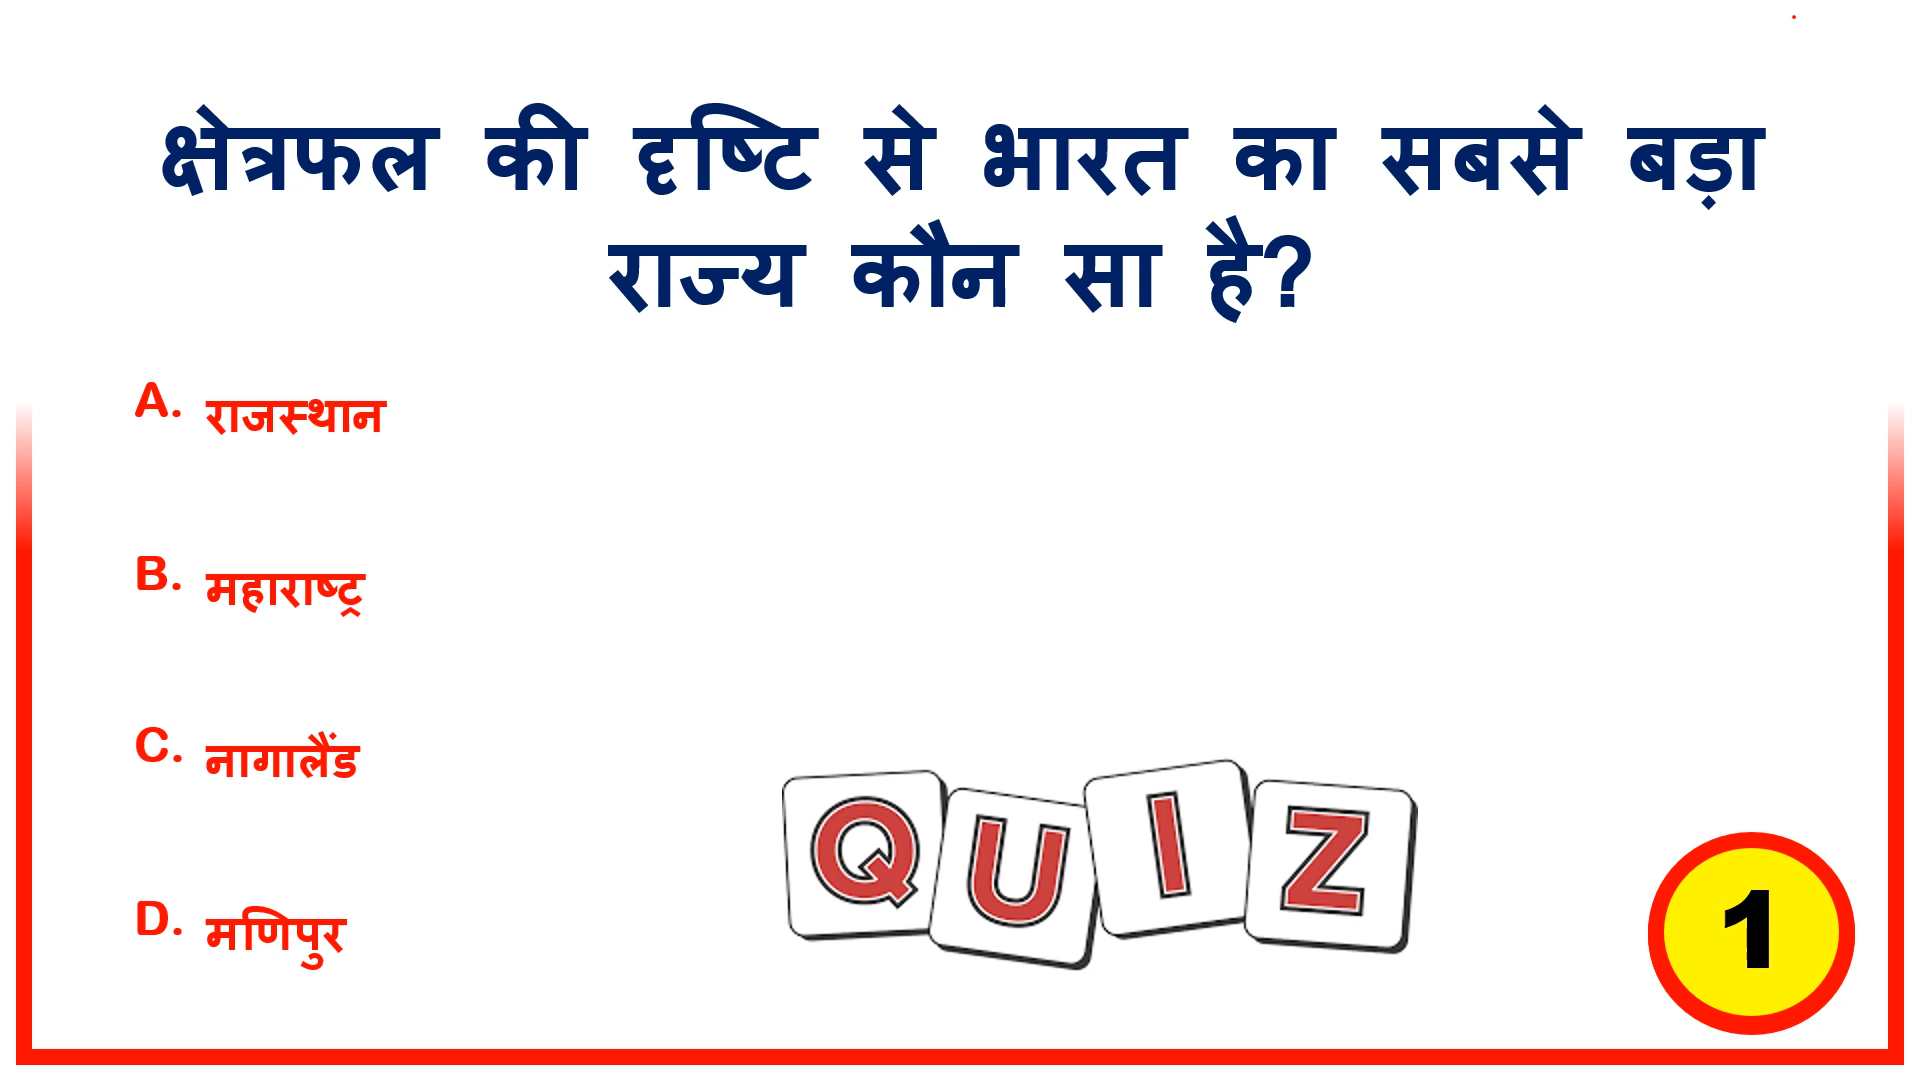 क्षेत्रफल की दृष्टि से भारत का सबसे बड़ा
राज्य कौन सा है?
A. राजस्थान
B. महाराष्ट्र
C. नागालैंड
D. मणिपुर
QUIZ
1